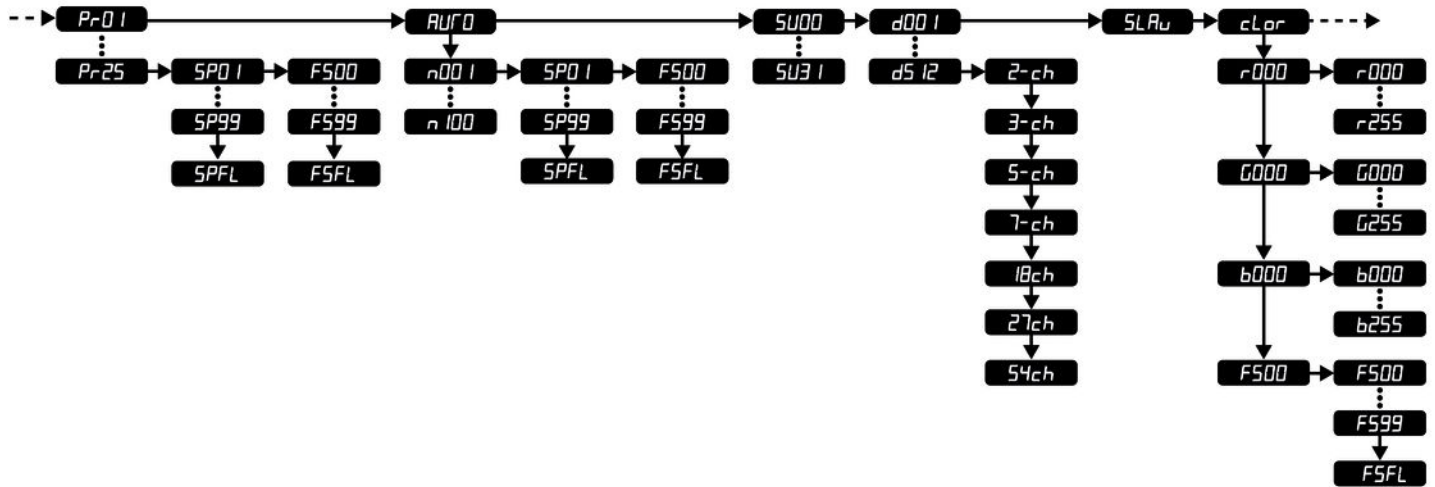 Pr01 AUTO SU00 d001 SLAu cLor
Pr25 SP01 FS00 n001 SP01 FS00 SU31 d512 2-ch r000 r000
SP99 FS99 n100 SP99 FS99 3-ch r255
SPFL FSFL SPFL FSFL 5-ch G000 G000
7-ch G255
18ch b000 b000
27ch b255
54ch FS00 FS00
FS99
FSFL